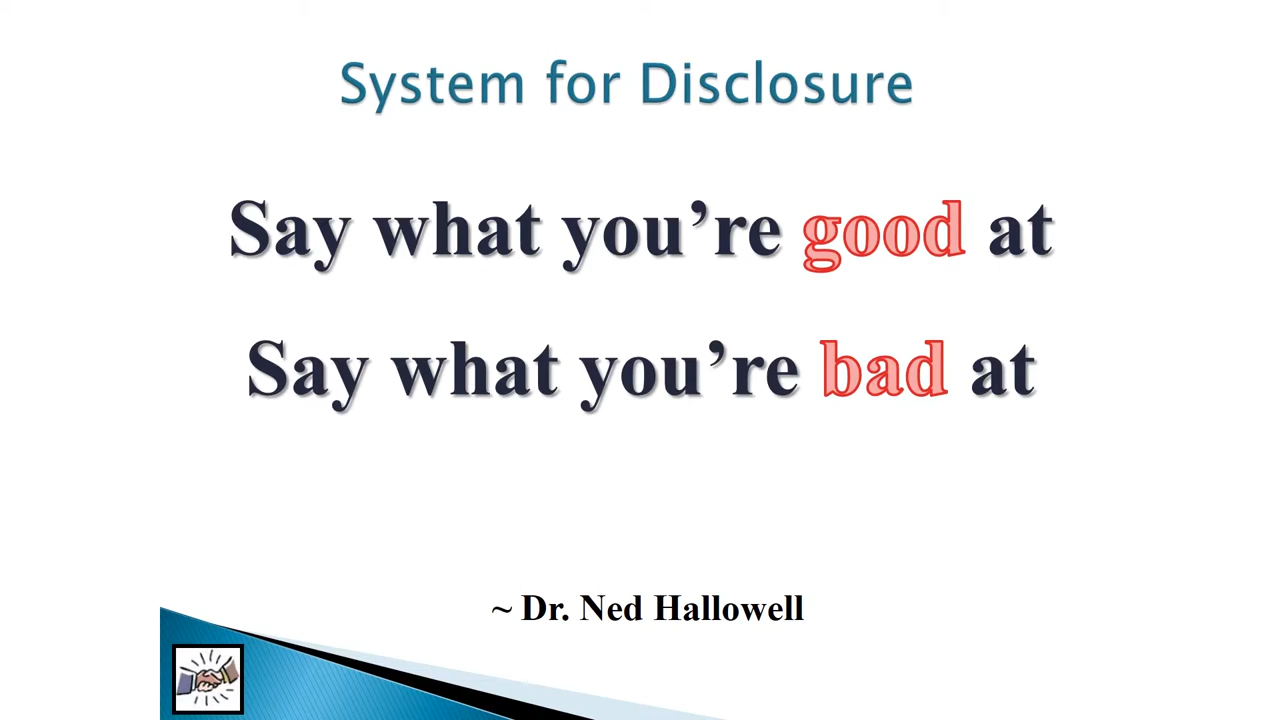 System for Disclosure
Say what you’re good at
Say what you’re bad at
~ Dr. Ned Hallowell